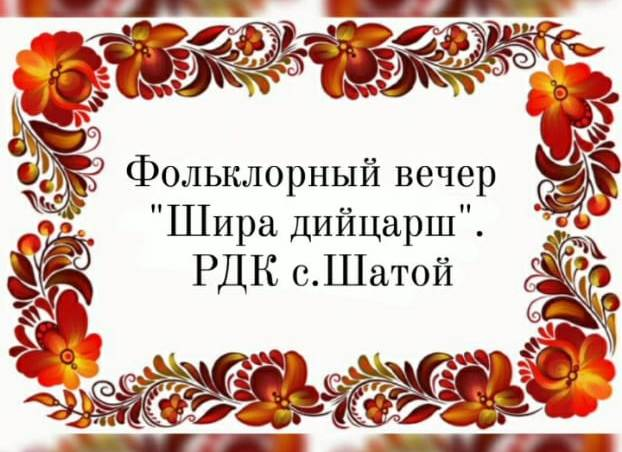 Фольклорный вечер
"Шира дийцарш".
РДК с.Шатой